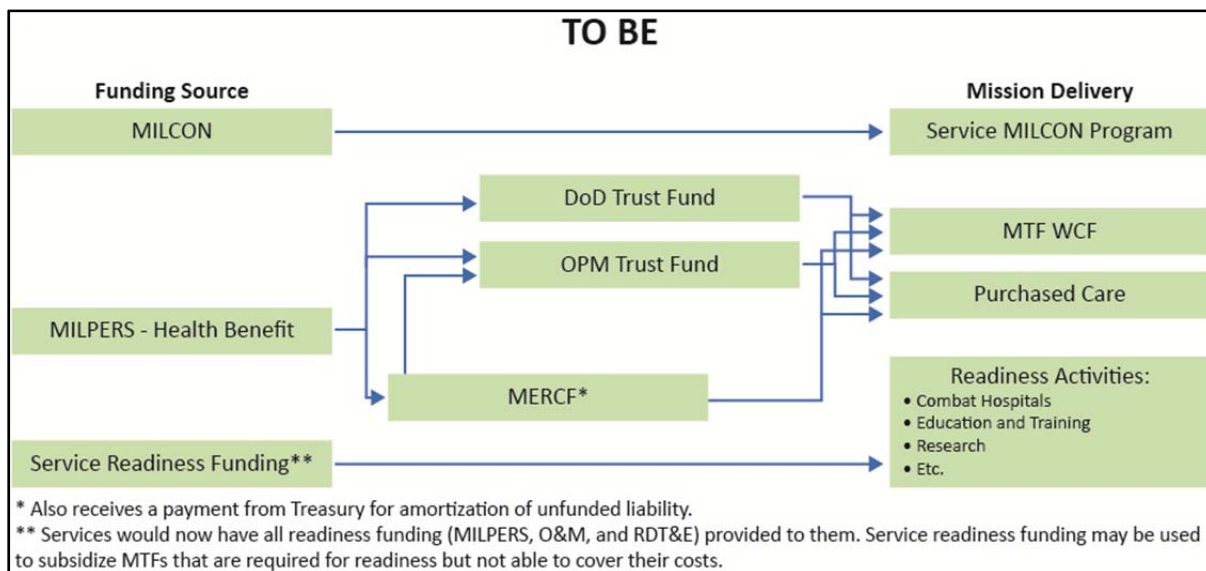 TO BE
Funding Source
Mission Delivery
MILCON
Service MILCON Program
DoD Trust Fund
MTF WCF
OPM Trust Fund
Purchased Care
MILPERS - Health Benefit
MERCF*
Readiness Activities:
• Combat Hospitals
• Education and Training
• Research
• Etc.
Service Readiness Funding**
* Also receives a payment from Treasury for amortization of unfunded liability.
** Services would now have all readiness funding (MILPERS, O&M, and RDT&E) provided to them. Service readiness funding may be used
to subsidize MTFs that are required for readiness but not able to cover their costs.